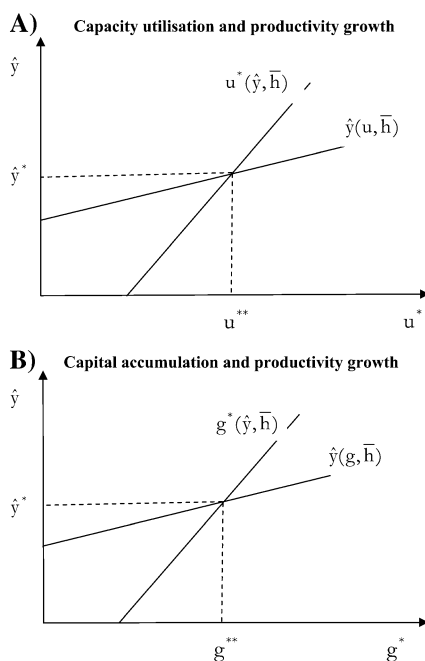 A) Capacity utilisation and productivity growth
ŷ
u*(ŷ, h̅)
ŷ(u, h̅)
ŷ*
u**
u*
B) Capital accumulation and productivity growth
ŷ
g*(ŷ, h̅)
ŷ(g, h̅)
ŷ*
g**
g*